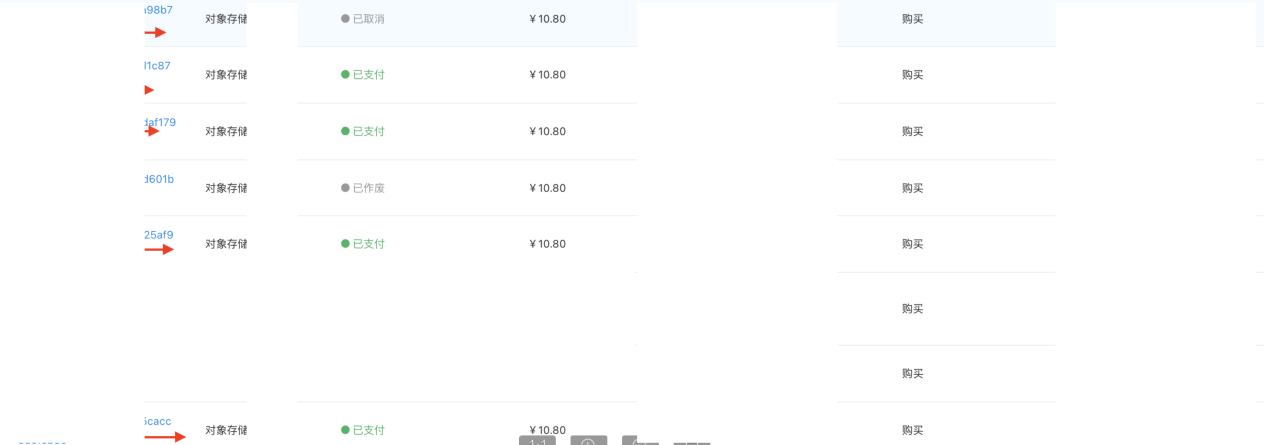 98b7
对象存储 已取消 ¥10.80 购买
1c87
对象存储 已支付 ¥10.80 购买
daf179
对象存储 已支付 ¥10.80 购买
d601b
对象存储 已作废 ¥10.80 购买
25af9
对象存储 已支付 ¥10.80 购买
购买
购买
cacc
对象存储 已支付 ¥10.80 购买